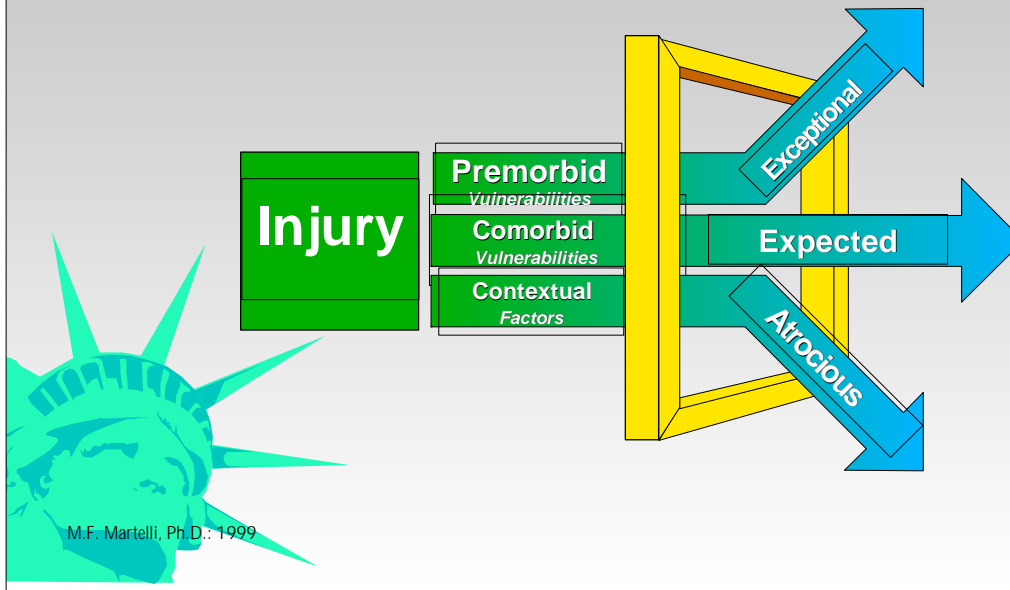 Injury
Premorbid
Vulnerabilities
Comorbid
Vulnerabilities
Contextual
Factors
Exceptional
Expected
Atrocious
M.F. Martelli, Ph.D.: 1999